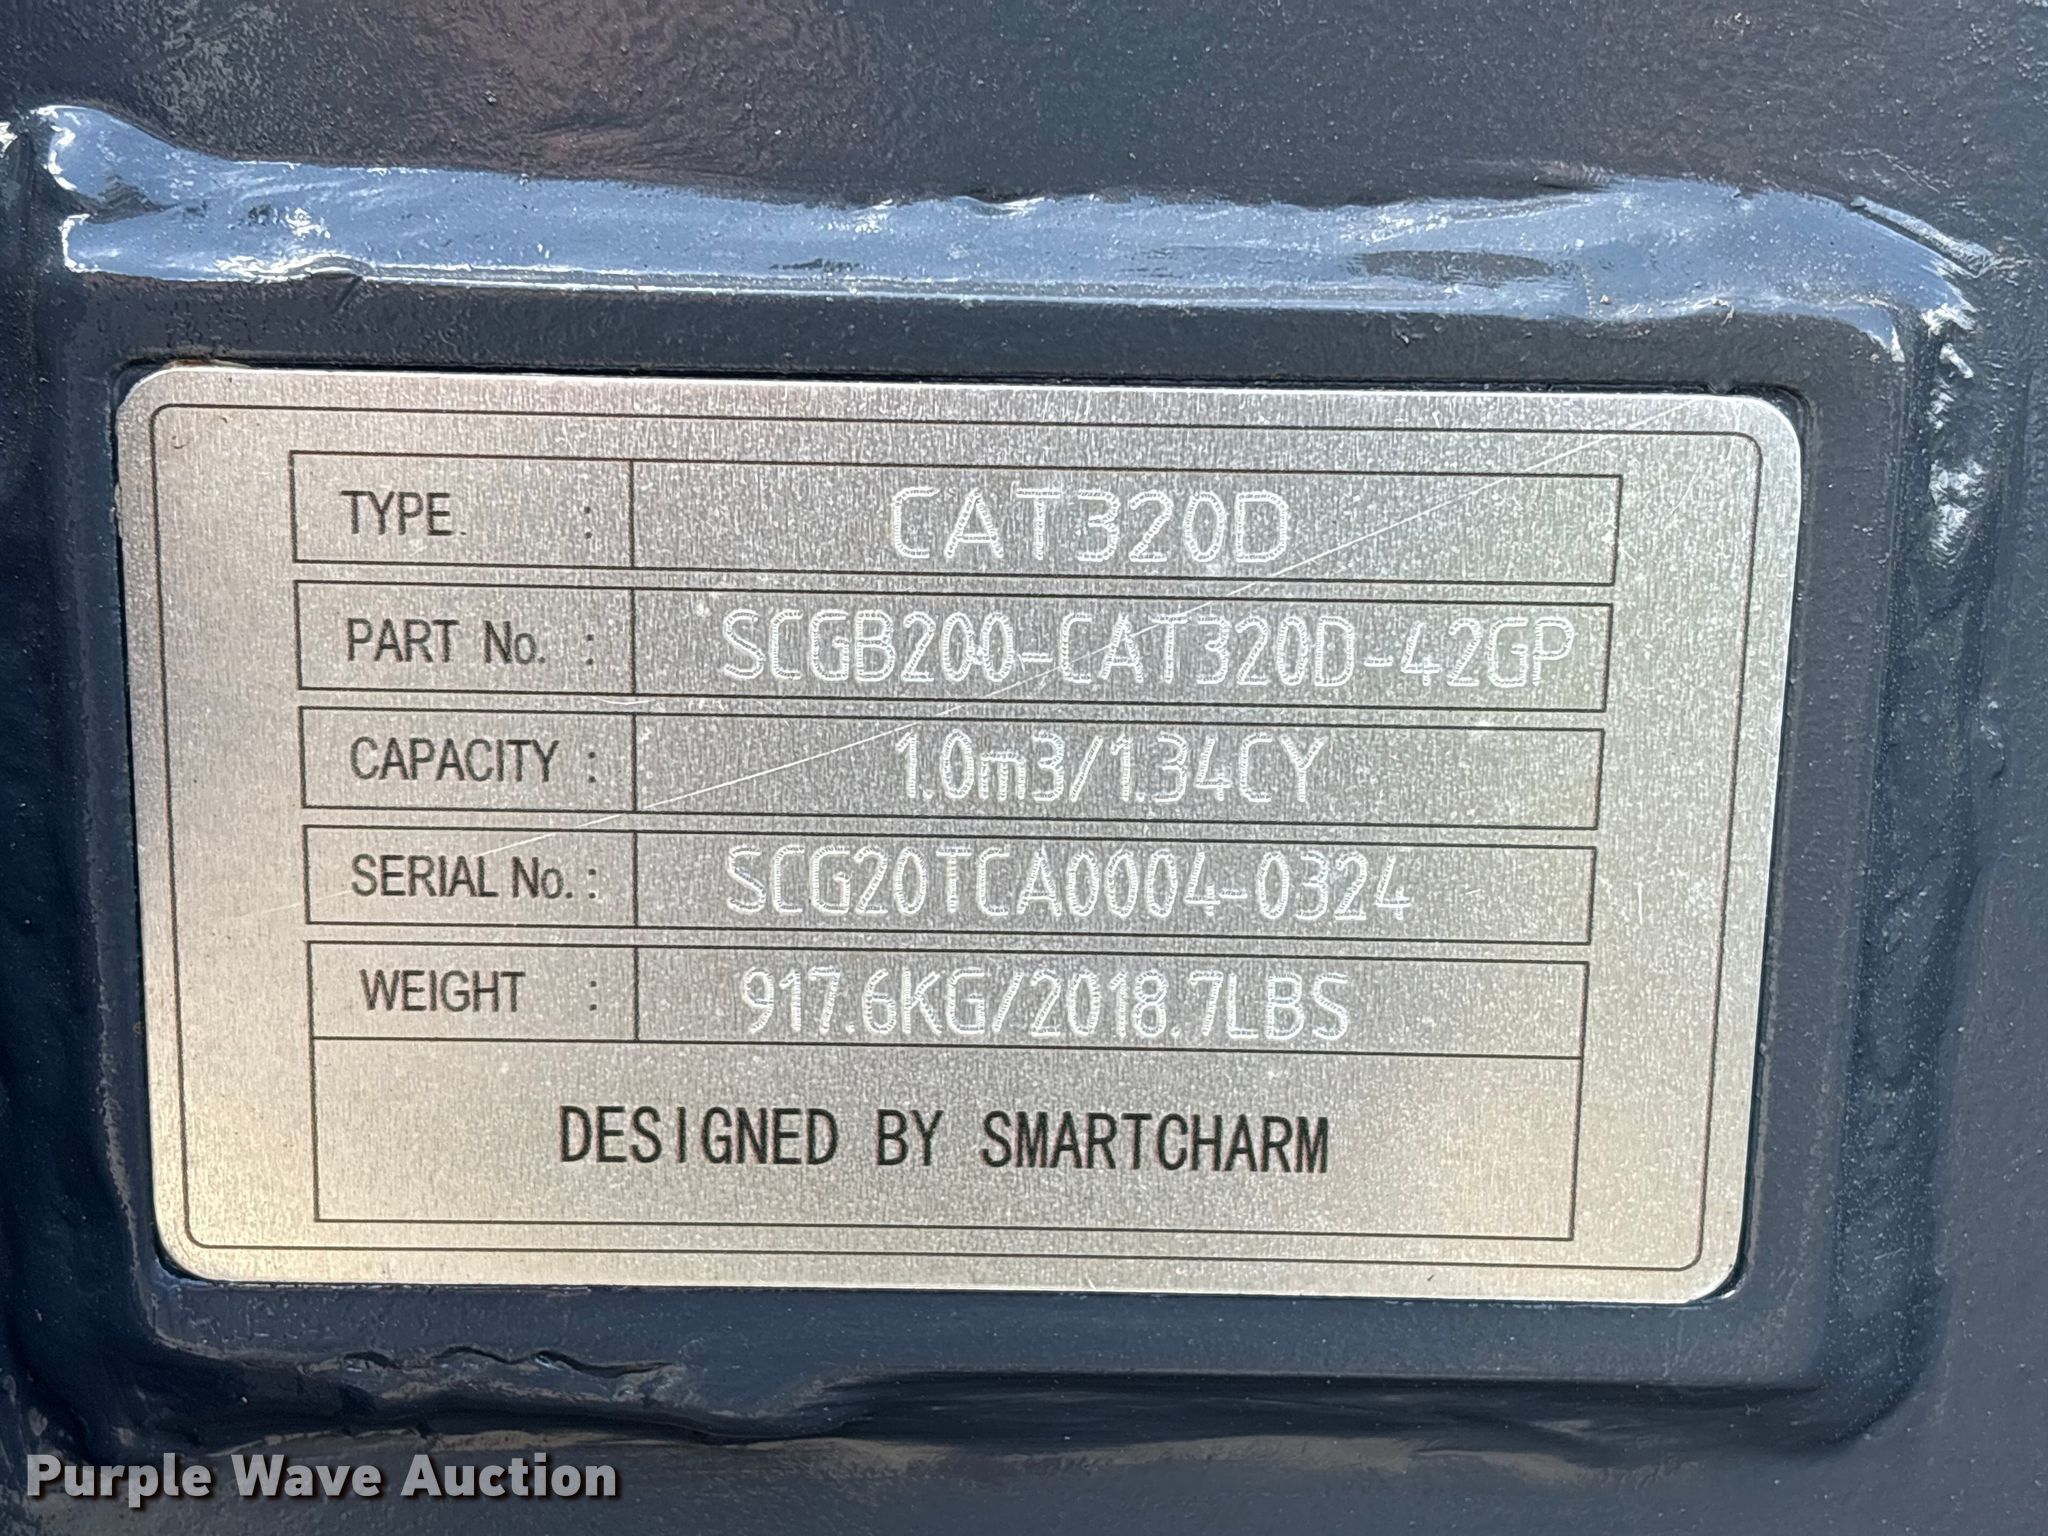 TYPE : CAT320D
PART No. : SCGB200-CAT320D-42GP
CAPACITY : 1.0m3/1.34CY
SERIAL No. : SCG20TCA0004-0324
WEIGHT : 917.6KG/2018.7LBS
DESIGNED BY SMARTCHARM
Purple Wave Auction